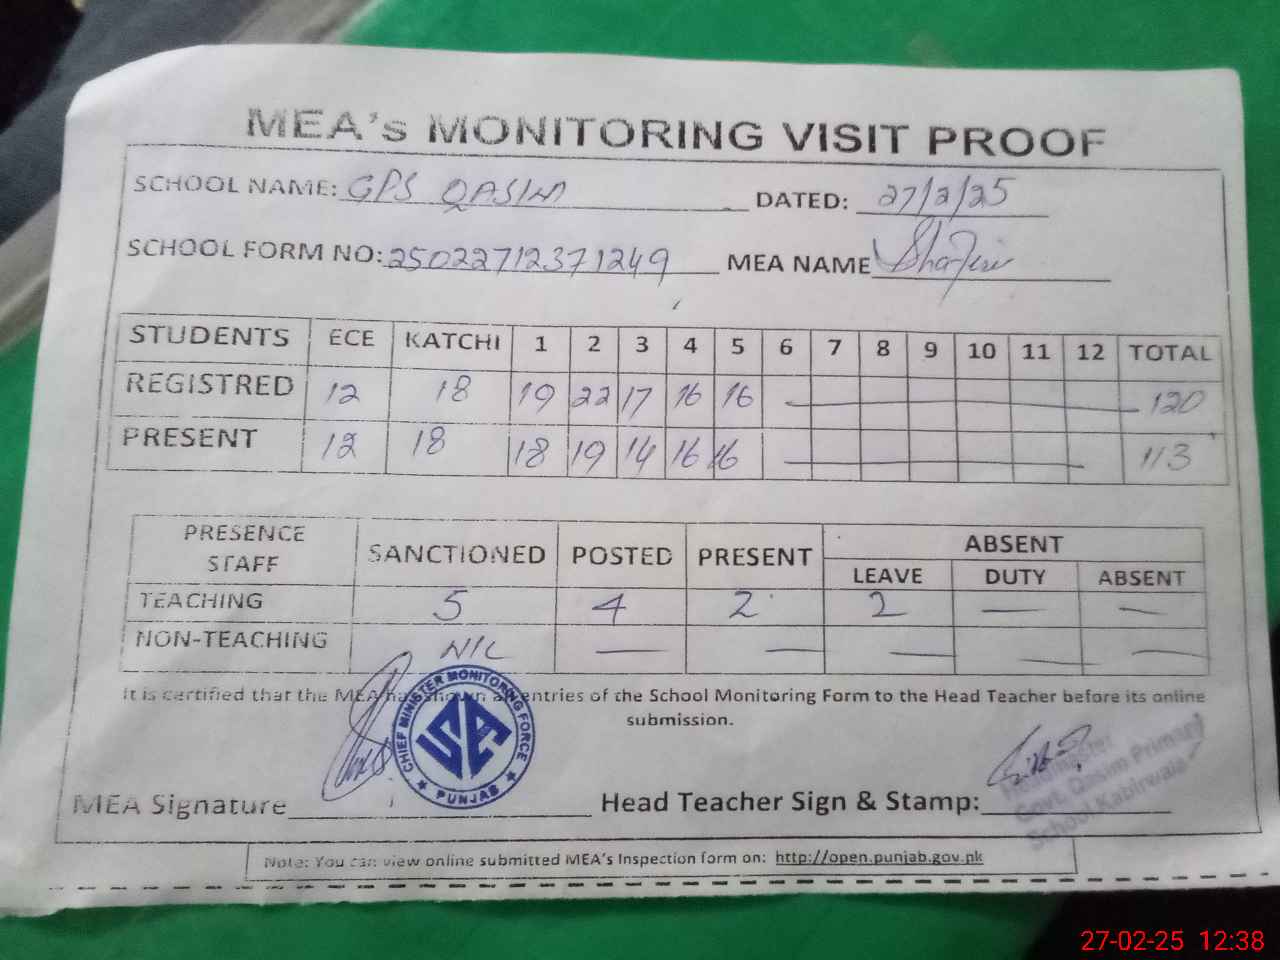 MEA's MONITORING VISIT PROOF
SCHOOL NAME: GPS QASIM DATED: 27/2/25
SCHOOL FORM NO: 25022712371249 MEA NAME
STUDENTS ECE KATCHI 1 2 3 4 5 6 7 8 9 10 11 12 TOTAL
REGISTRED 12 18 19 22 17 16 16 120
PRESENT 12 18 18 19 14 16 16 113
PRESENCE STAFF SANCTIONED POSTED PRESENT ABSENT
LEAVE DUTY ABSENT
TEACHING 5 4 2 2 — —
NON-TEACHING NIL — — — — —
It is certified that the MEA has shown all entries of the School Monitoring Form to the Head Teacher before its online
submission.
CHIEF MINISTER MONITORING FORCE
PUNJAB
MEA Signature Head Teacher Sign & Stamp:
Govt. Qasim Primary
School Kabirwala
Note: You can view online submitted MEA's Inspection form on: http://open.punjab.gov.pk
27-02-25 12:38